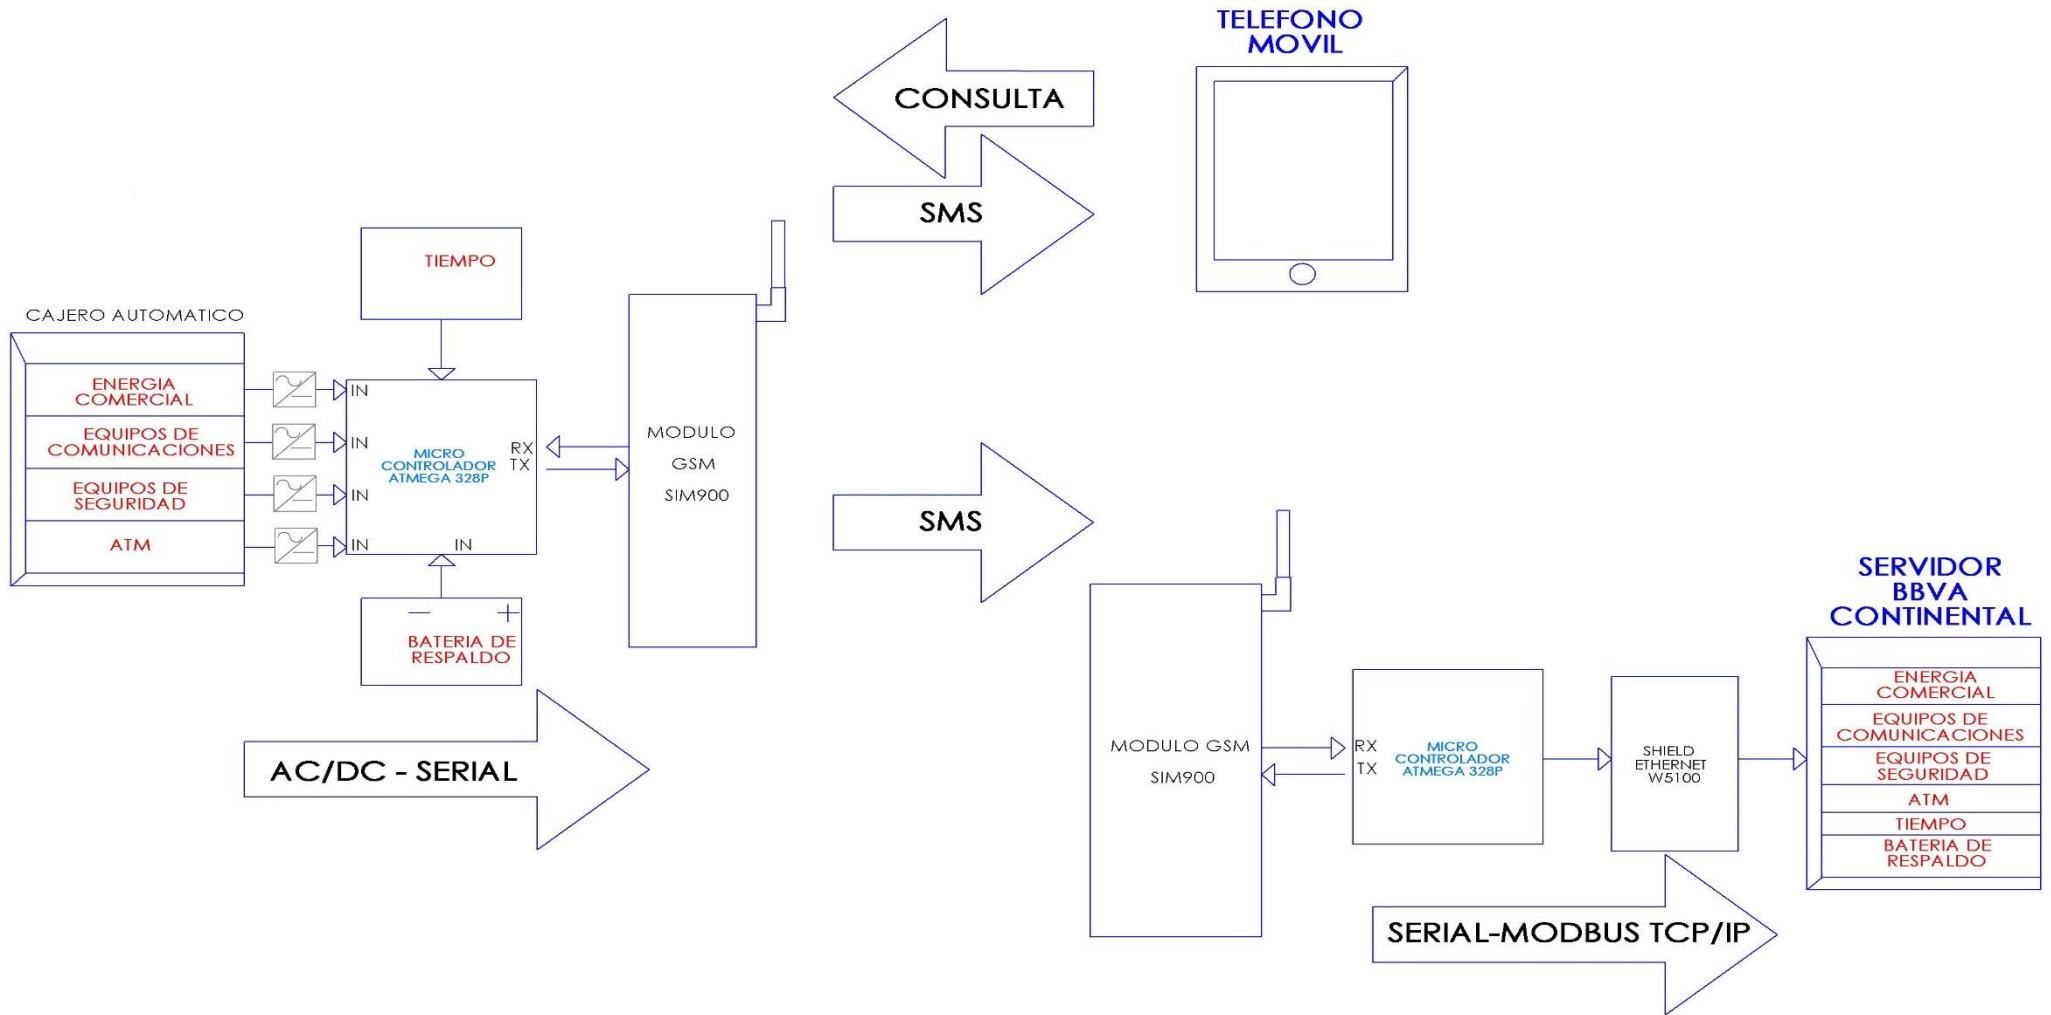 TELEFONO
MOVIL
CONSULTA
SMS
TIEMPO
CAJERO AUTOMATICO
ENERGIA
COMERCIAL
EQUIPOS DE
COMUNICACIONES
EQUIPOS DE
SEGURIDAD
ATM
IN
IN
IN
IN
IN
MICRO
CONTROLADOR
ATMEGA 328P
RX
TX
BATERIA DE
RESPALDO
MODULO
GSM
SIM900
SMS
AC/DC - SERIAL
MODULO GSM
SIM900
RX
TX
MICRO
CONTROLADOR
ATMEGA 328P
SHIELD
ETHERNET
W5100
SERVIDOR
BBVA
CONTINENTAL
ENERGIA
COMERCIAL
EQUIPOS DE
COMUNICACIONES
EQUIPOS DE
SEGURIDAD
ATM
TIEMPO
BATERIA DE
RESPALDO
SERIAL-MODBUS TCP/IP